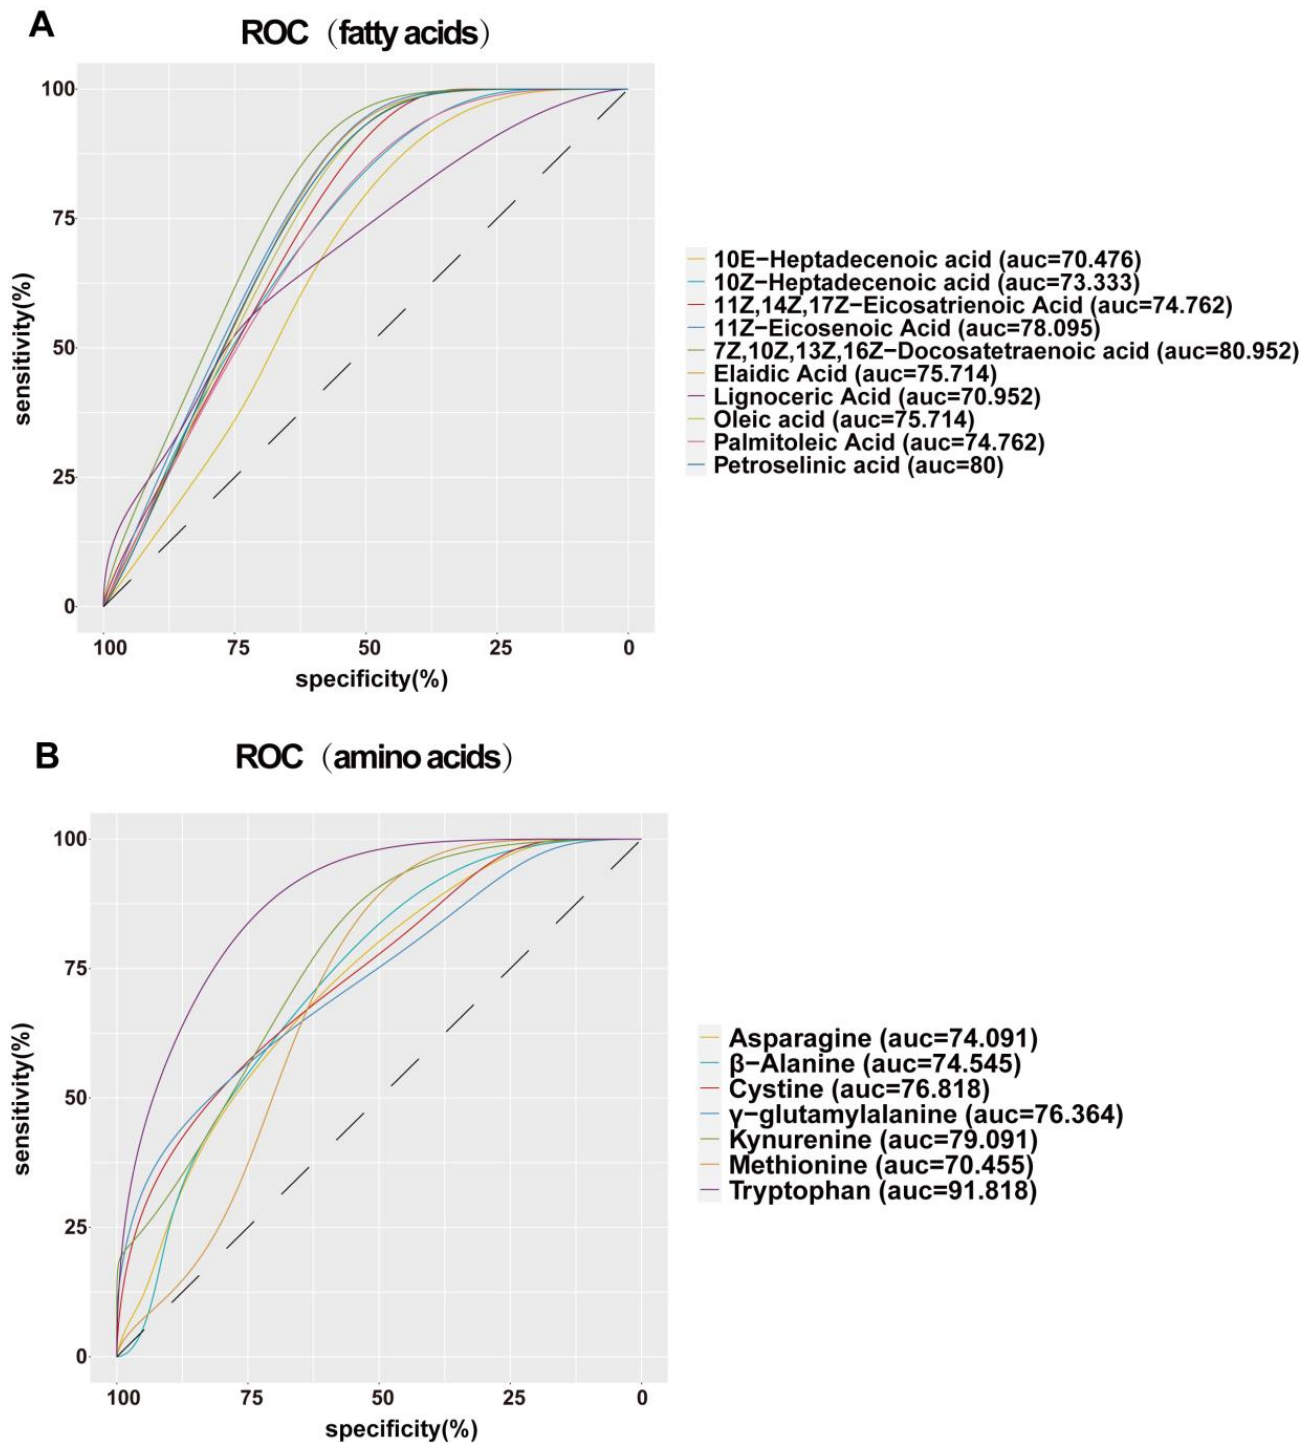 A
ROC （fatty acids）
100
75
50
25
0
sensitivity(%)
100 75 50 25 0
specificity(%)
10E−Heptadecenoic acid (auc=70.476)
10Z−Heptadecenoic acid (auc=73.333)
11Z,14Z,17Z−Eicosatrienoic Acid (auc=74.762)
11Z−Eicosenoic Acid (auc=78.095)
7Z,10Z,13Z,16Z−Docosatetraenoic acid (auc=80.952)
Elaidic Acid (auc=75.714)
Lignoceric Acid (auc=70.952)
Oleic acid (auc=75.714)
Palmitoleic Acid (auc=74.762)
Petroselinic acid (auc=80)
B
ROC （amino acids）
100
75
50
25
0
sensitivity(%)
100 75 50 25 0
specificity(%)
Asparagine (auc=74.091)
β−Alanine (auc=74.545)
Cystine (auc=76.818)
γ−glutamylalanine (auc=76.364)
Kynurenine (auc=79.091)
Methionine (auc=70.455)
Tryptophan (auc=91.818)